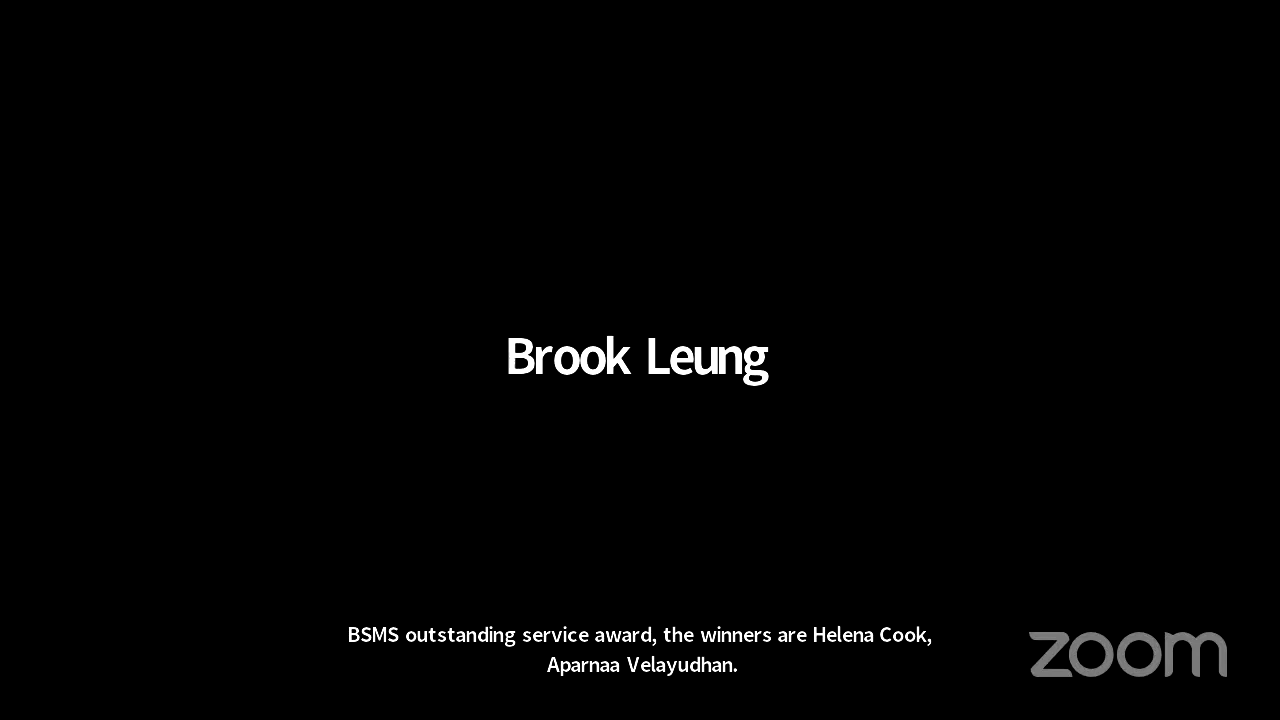 Brook Leung
BSMS outstanding service award, the winners are Helena Cook,
Aparnaa Velayudhan.
zoom